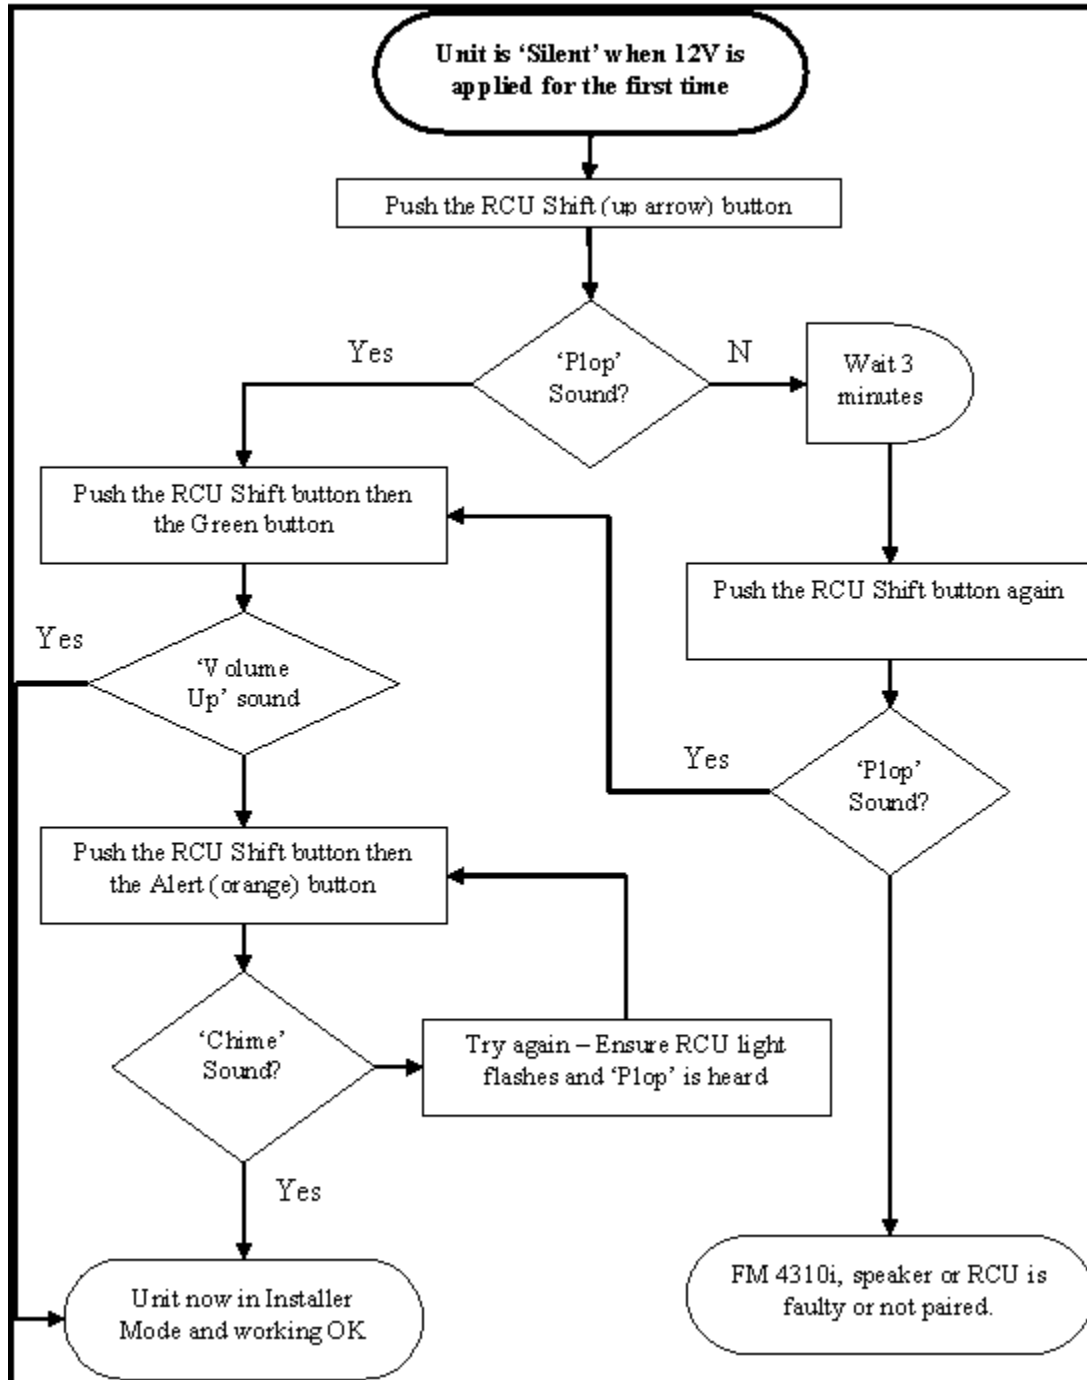 Unit is ‘Silent’ when 12V is
applied for the first time
Push the RCU Shift (up arrow) button
‘Plop’
Sound?
Yes
N
Wait 3
minutes
Push the RCU Shift button then
the Green button
Push the RCU Shift button again
Yes
‘Volume
Up’ sound
Yes
‘Plop’
Sound?
Push the RCU Shift button then
the Alert (orange) button
‘Chime’
Sound?
Try again – Ensure RCU light
flashes and ‘Plop’ is heard
Yes
Unit now in Installer
Mode and working OK
FM 4310i, speaker or RCU is
faulty or not paired.